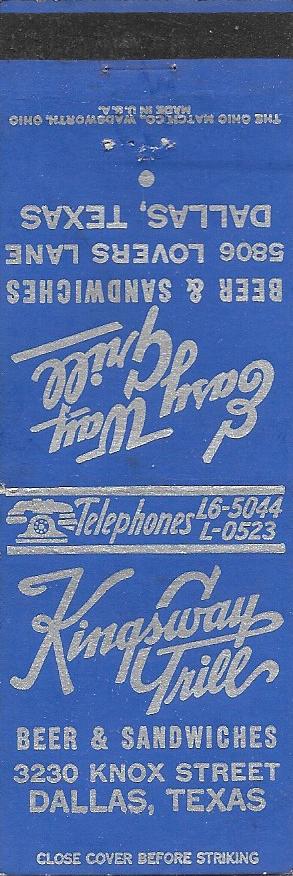 THE OHIO MATCH CO., WADSWORTH, OHIO
MADE IN U.S.A.
DALLAS, TEXAS
5806 LOVERS LANE
BEER & SANDWICHES
Easy Way
Grill
Telephones L6-5044
L-0523
Kingsway
Grill
BEER & SANDWICHES
3230 KNOX STREET
DALLAS, TEXAS
CLOSE COVER BEFORE STRIKING